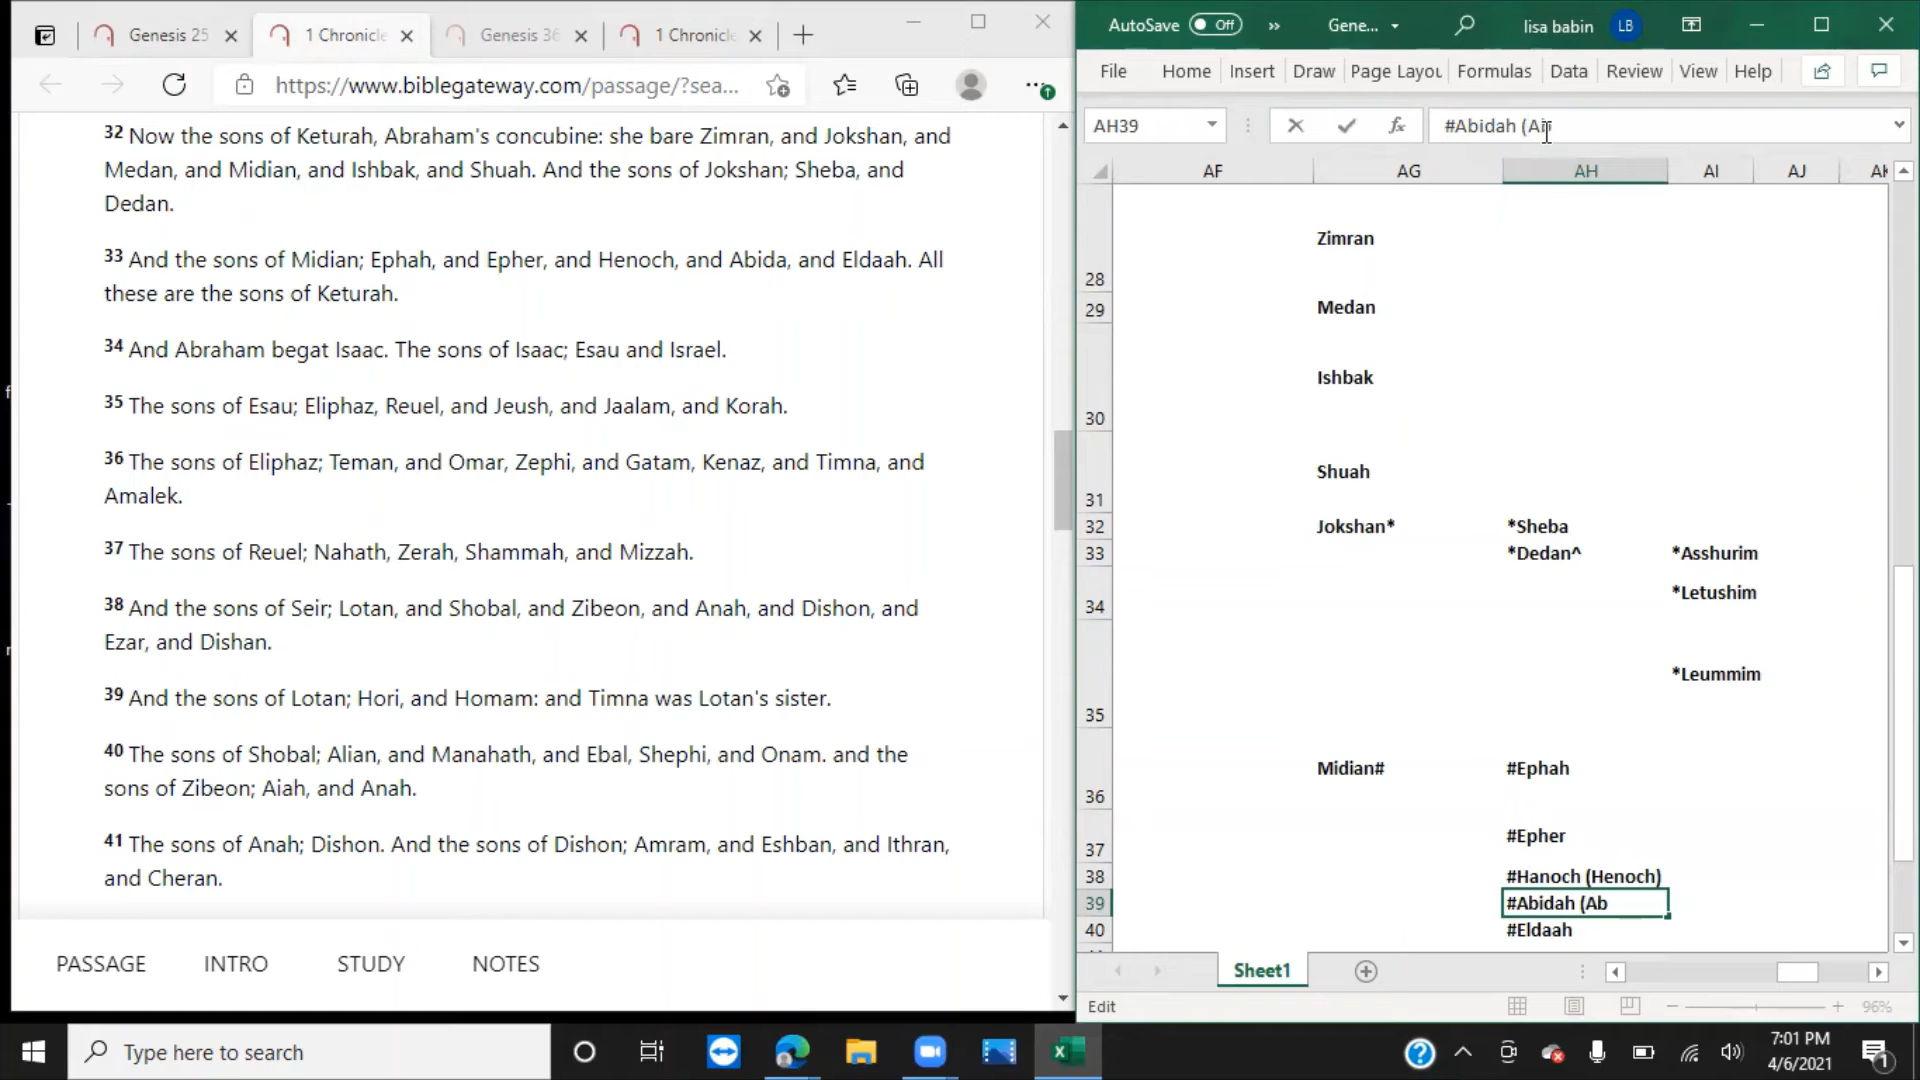 Genesis 25
1 Chronicle
Genesis 36
1 Chronicle
https://www.biblegateway.com/passage/?sea...
32 Now the sons of Keturah, Abraham's concubine: she bare Zimran, and Jokshan, and
Medan, and Midian, and Ishbak, and Shuah. And the sons of Jokshan; Sheba, and
Dedan.
33 And the sons of Midian; Ephah, and Epher, and Henoch, and Abida, and Eldaah. All
these are the sons of Keturah.
34 And Abraham begat Isaac. The sons of Isaac; Esau and Israel.
35 The sons of Esau; Eliphaz, Reuel, and Jeush, and Jaalam, and Korah.
36 The sons of Eliphaz; Teman, and Omar, Zephi, and Gatam, Kenaz, and Timna, and
Amalek.
37 The sons of Reuel; Nahath, Zerah, Shammah, and Mizzah.
38 And the sons of Seir; Lotan, and Shobal, and Zibeon, and Anah, and Dishon, and
Ezar, and Dishan.
39 And the sons of Lotan; Hori, and Homam: and Timna was Lotan's sister.
40 The sons of Shobal; Alian, and Manahath, and Ebal, Shephi, and Onam. and the
sons of Zibeon; Aiah, and Anah.
41 The sons of Anah; Dishon. And the sons of Dishon; Amram, and Eshban, and Ithran,
and Cheran.
PASSAGE INTRO STUDY NOTES
AutoSave Off » Gene... lisa babin LB
File Home Insert Draw Page Layou Formulas Data Review View Help
AH39 fx #Abidah (Ab
AF AG AH AI AJ AK
Zimran
28
Medan
29
Ishbak
30
Shuah
31
32 Jokshan* *Sheba
33 *Dedan^ *Asshurim
*Letushim
34
*Leummim
35
Midian# #Ephah
36
#Epher
37
38 #Hanoch (Henoch)
39 #Abidah (Ab
40 #Eldaah
Sheet1
Edit 96%
Type here to search
7:01 PM
4/6/2021
1